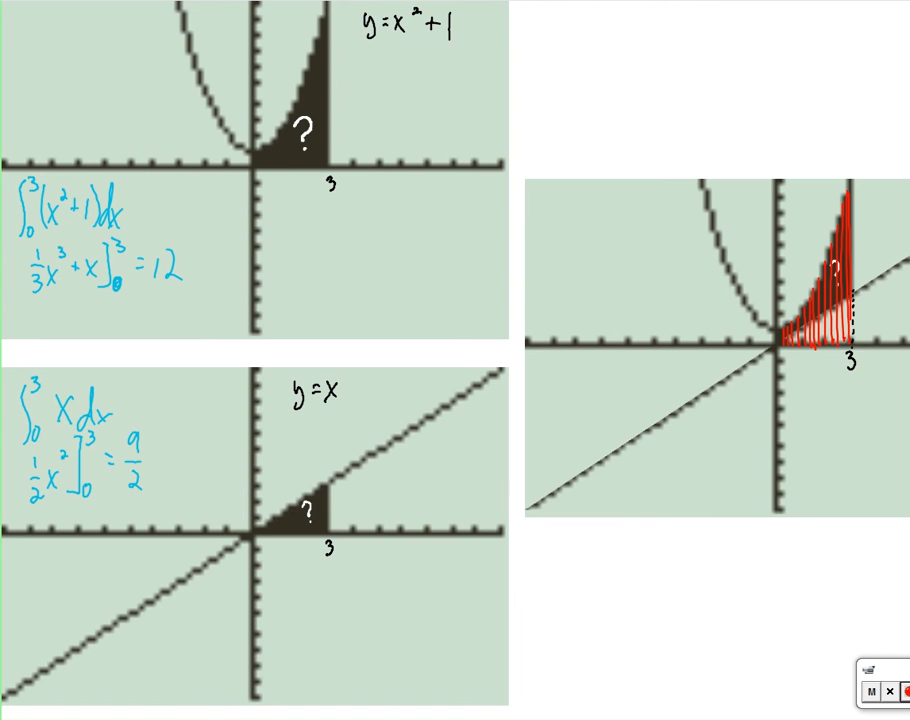 y=x²+1
?
3
∫₀³(x²+1)dx
1/3x³+x]₀³=12
?
3
y=x
∫₀³ x dx
1/2x²]₀³=9/2
?
3
M